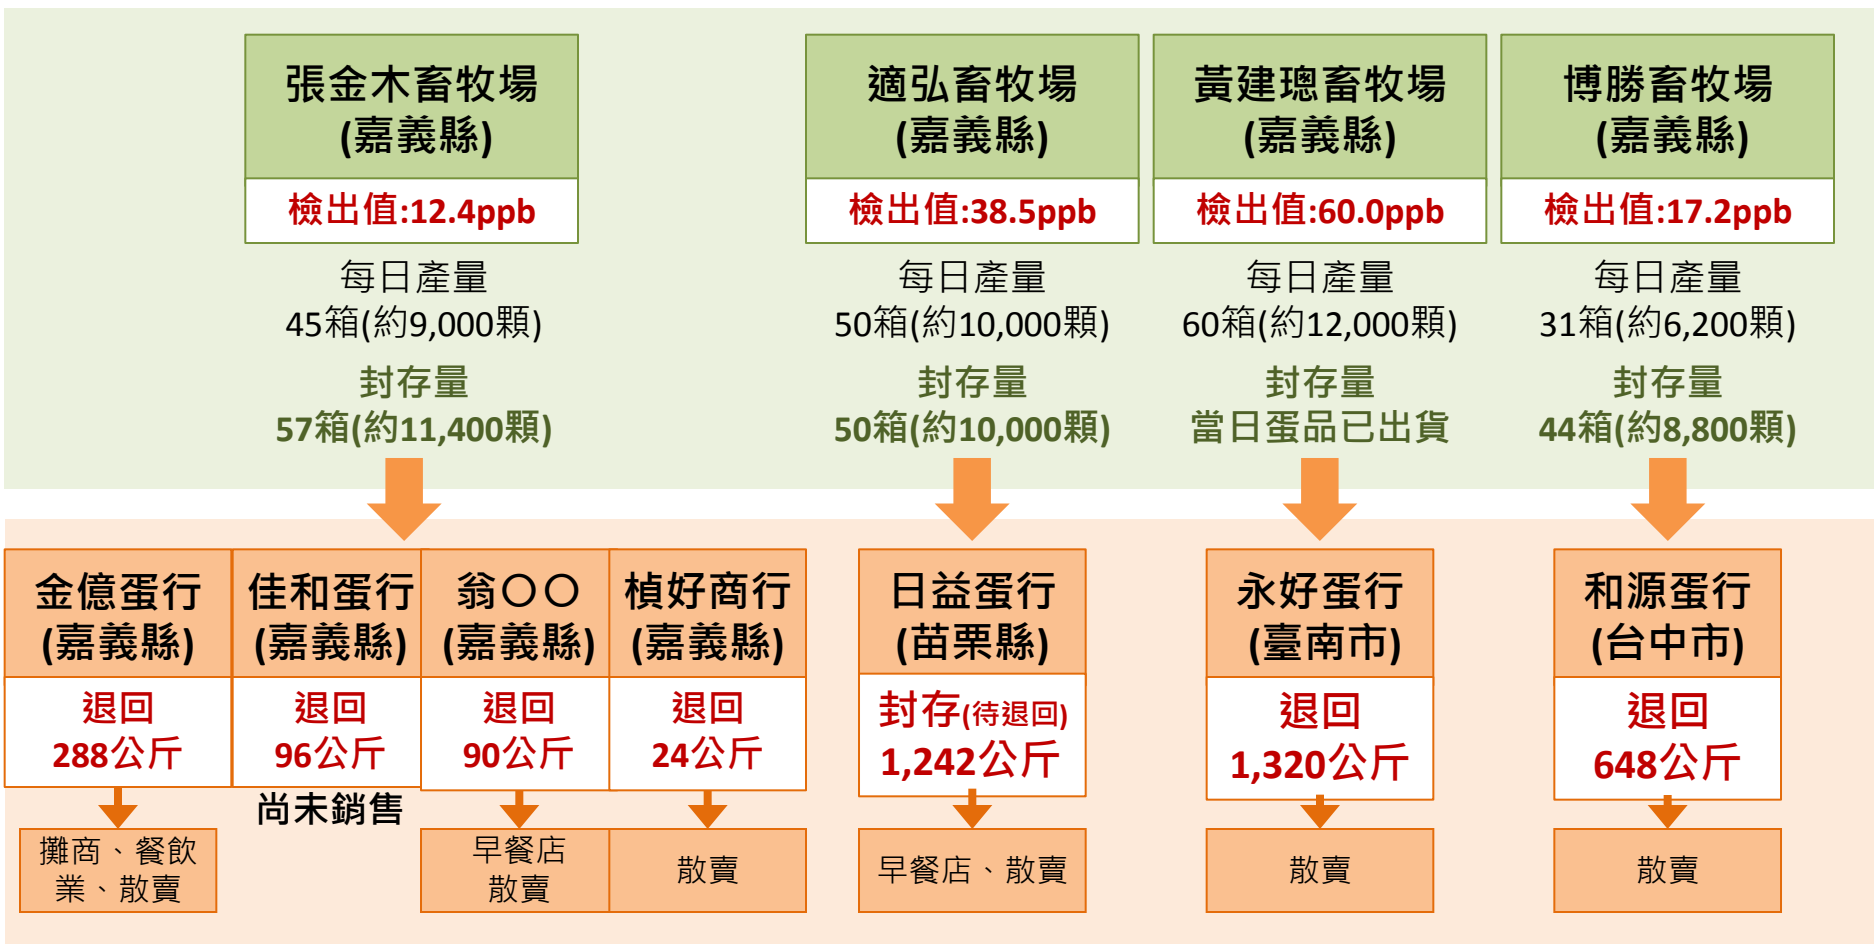 張金木畜牧場
(嘉義縣)
檢出值:12.4ppb
每日產量
45箱(約9,000顆)
封存量
57箱(約11,400顆)
適弘畜牧場
(嘉義縣)
檢出值:38.5ppb
每日產量
50箱(約10,000顆)
封存量
50箱(約10,000顆)
黃建璁畜牧場
(嘉義縣)
檢出值:60.0ppb
每日產量
60箱(約12,000顆)
封存量
當日蛋品已出貨
博勝畜牧場
(嘉義縣)
檢出值:17.2ppb
每日產量
31箱(約6,200顆)
封存量
44箱(約8,800顆)
金億蛋行
(嘉義縣)
退回
288公斤
攤商、餐飲
業、散賣
佳和蛋行
(嘉義縣)
退回
96公斤
尚未銷售
翁〇〇
(嘉義縣)
退回
90公斤
早餐店
散賣
楨好商行
(嘉義縣)
退回
24公斤
散賣
日益蛋行
(苗栗縣)
封存(待退回)
1,242公斤
早餐店、散賣
永好蛋行
(臺南市)
退回
1,320公斤
散賣
和源蛋行
(台中市)
退回
648公斤
散賣